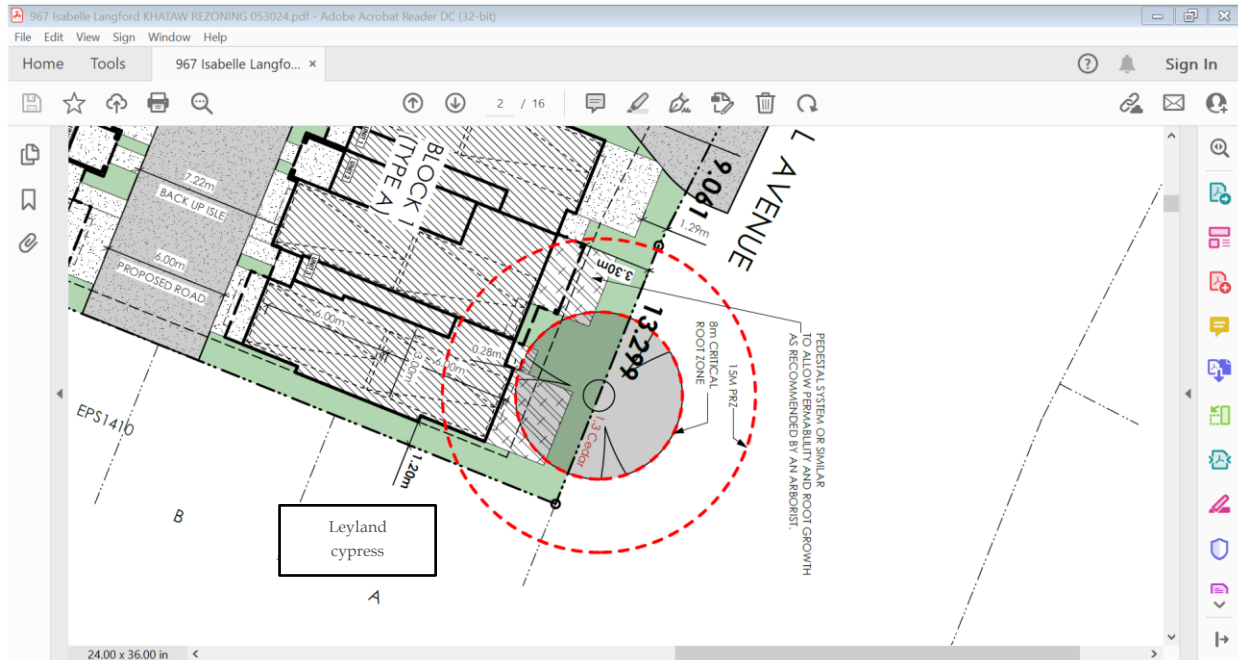 967 Isabelle Langford KHATAW REZONING 053024.pdf - Adobe Acrobat Reader DC (32-bit)
File Edit View Sign Window Help
Home Tools 967 Isabelle Langfo... × Sign In
2 / 16
L AVENUE
9.061
1.29m
BLOCK 1
(TYPE A)
7.22m
BACK UP ISLE
6.00m
PROPOSED ROAD
3.30m
13.299
6.00m
3.00m
6.00m
0.28m
1.3 Cedar
8m CRITICAL
ROOT ZONE
15M PRZ
PEDESTAL SYSTEM OR SIMILAR
TO ALLOW PERMABILITY AND ROOT GROWTH
AS RECOMMENDED BY AN ARBORIST.
EPS1410
1.20m
B
Leyland
cypress
A
24.00 x 36.00 in